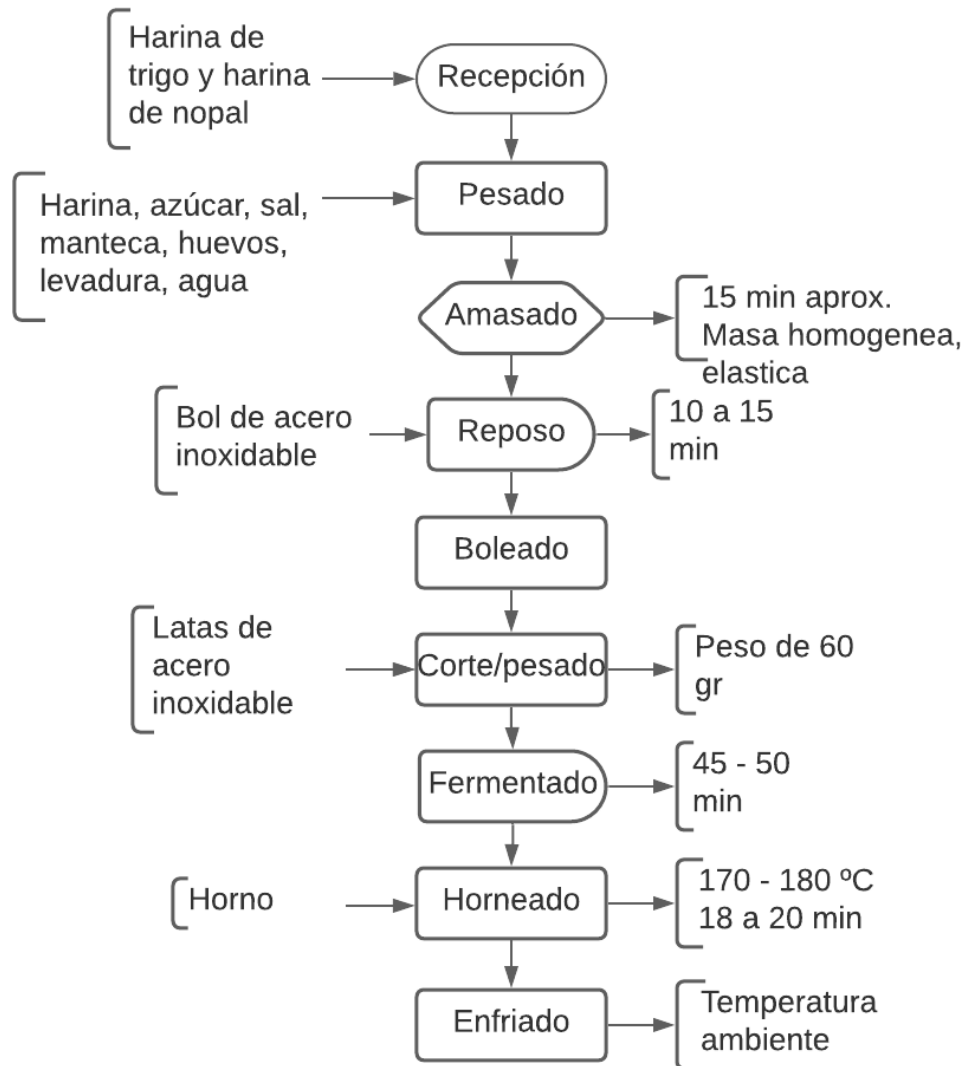 Harina de
trigo y harina
de nopal
Recepción
Pesado
Harina, azúcar, sal,
manteca, huevos,
levadura, agua
Amasado
15 min aprox.
Masa homogenea,
elastica
Bol de acero
inoxidable
Reposo
10 a 15
min
Boleado
Latas de
acero
inoxidable
Corte/pesado
Peso de 60
gr
Fermentado
45 - 50
min
Horno
Horneado
170 - 180 ºC
18 a 20 min
Enfriado
Temperatura
ambiente